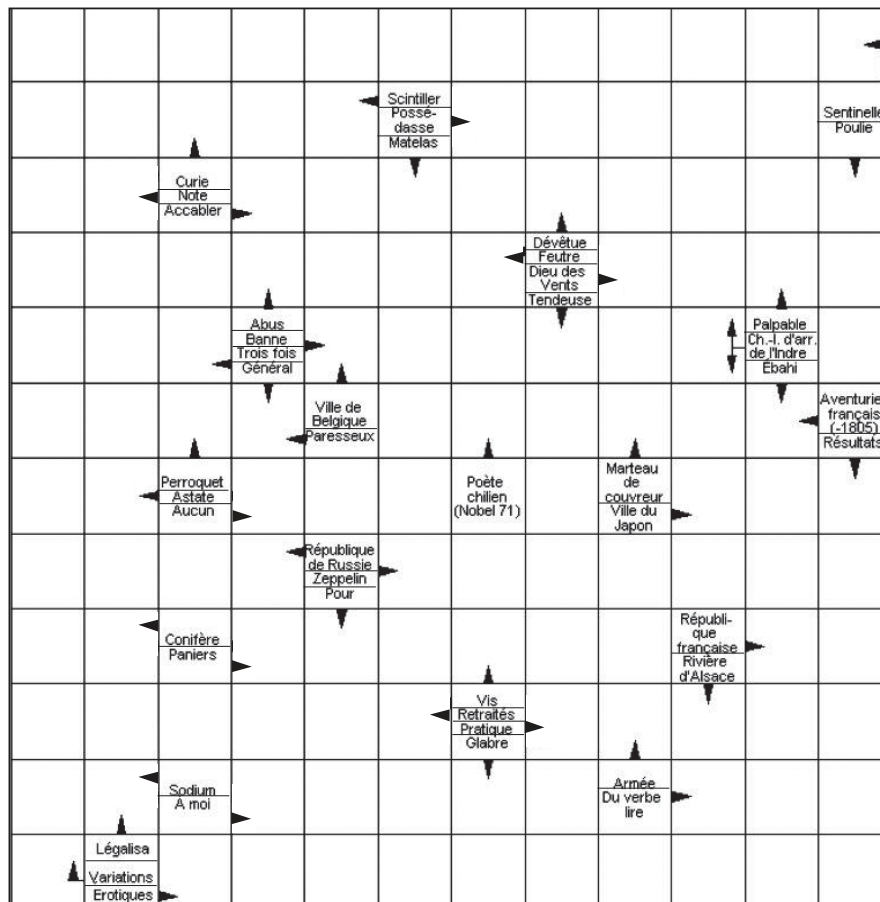 Scintiller
Possé-
dasse
Matelas
Sentinelle
Poulie
Curie
Note
Accabler
Dévêtue
Feutre
Dieu des
Vents
Tendeuse
Abus
Banne
Trois fois
Général
Palpable
Ch.-l. d'arr.
de l'Indre
Ébahi
Ville de
Belgique
Paresseux
Aventurie
français
(-1805)
Résultats
Perroquet
Astate
Aucun
Poète
chilien
(Nobel 71)
Marteau
de
couvreur
Ville du
Japon
République
de Russie
Zeppelin
Pour
Conifère
Paniers
Républi-
que
française
Rivière
d'Alsace
Vis
Retraités
Pratique
Glabre
Sodium
A moi
Armée
Du verbe
lire
Légalisa
Variations
Erotiques